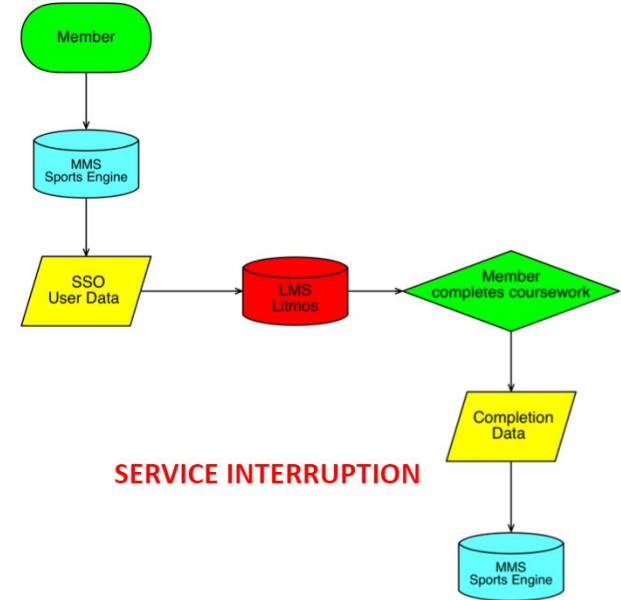 Member
MMS
Sports Engine
SSO
User Data
LMS
Litmos
Member
completes coursework
Completion
Data
SERVICE INTERRUPTION
MMS
Sports Engine